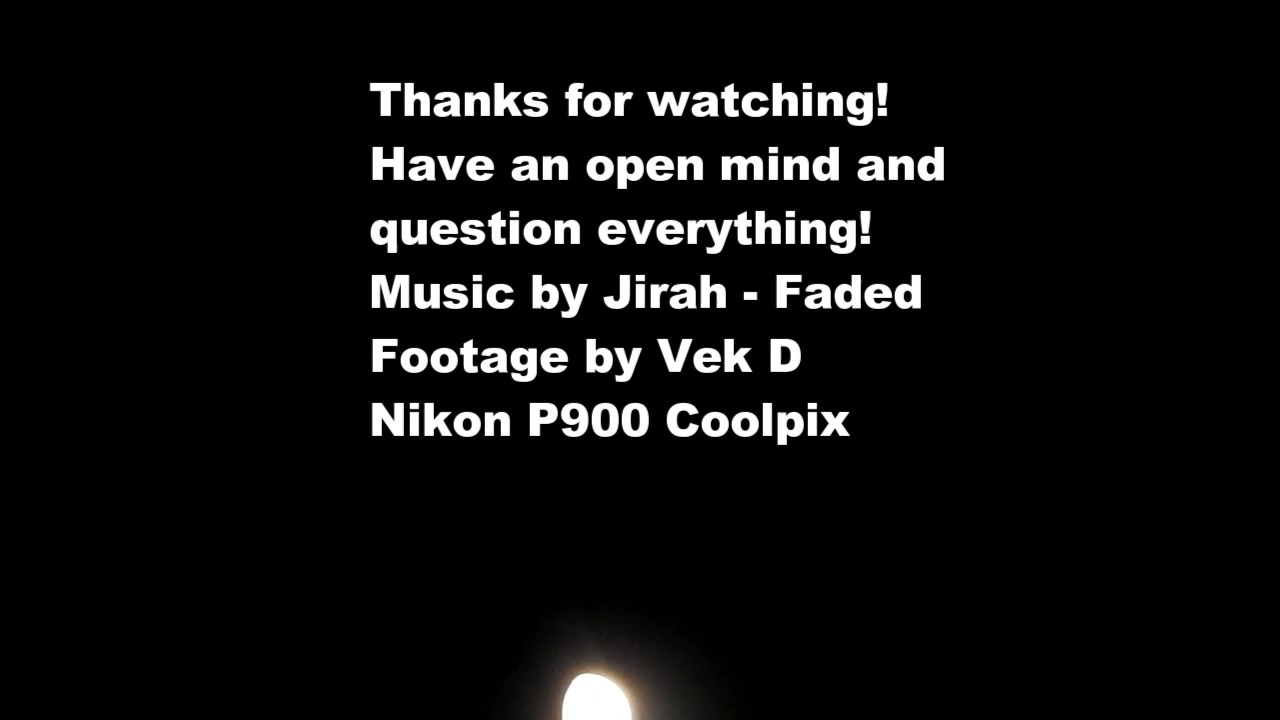 Thanks for watching!
Have an open mind and
question everything!
Music by Jirah - Faded
Footage by Vek D
Nikon P900 Coolpix